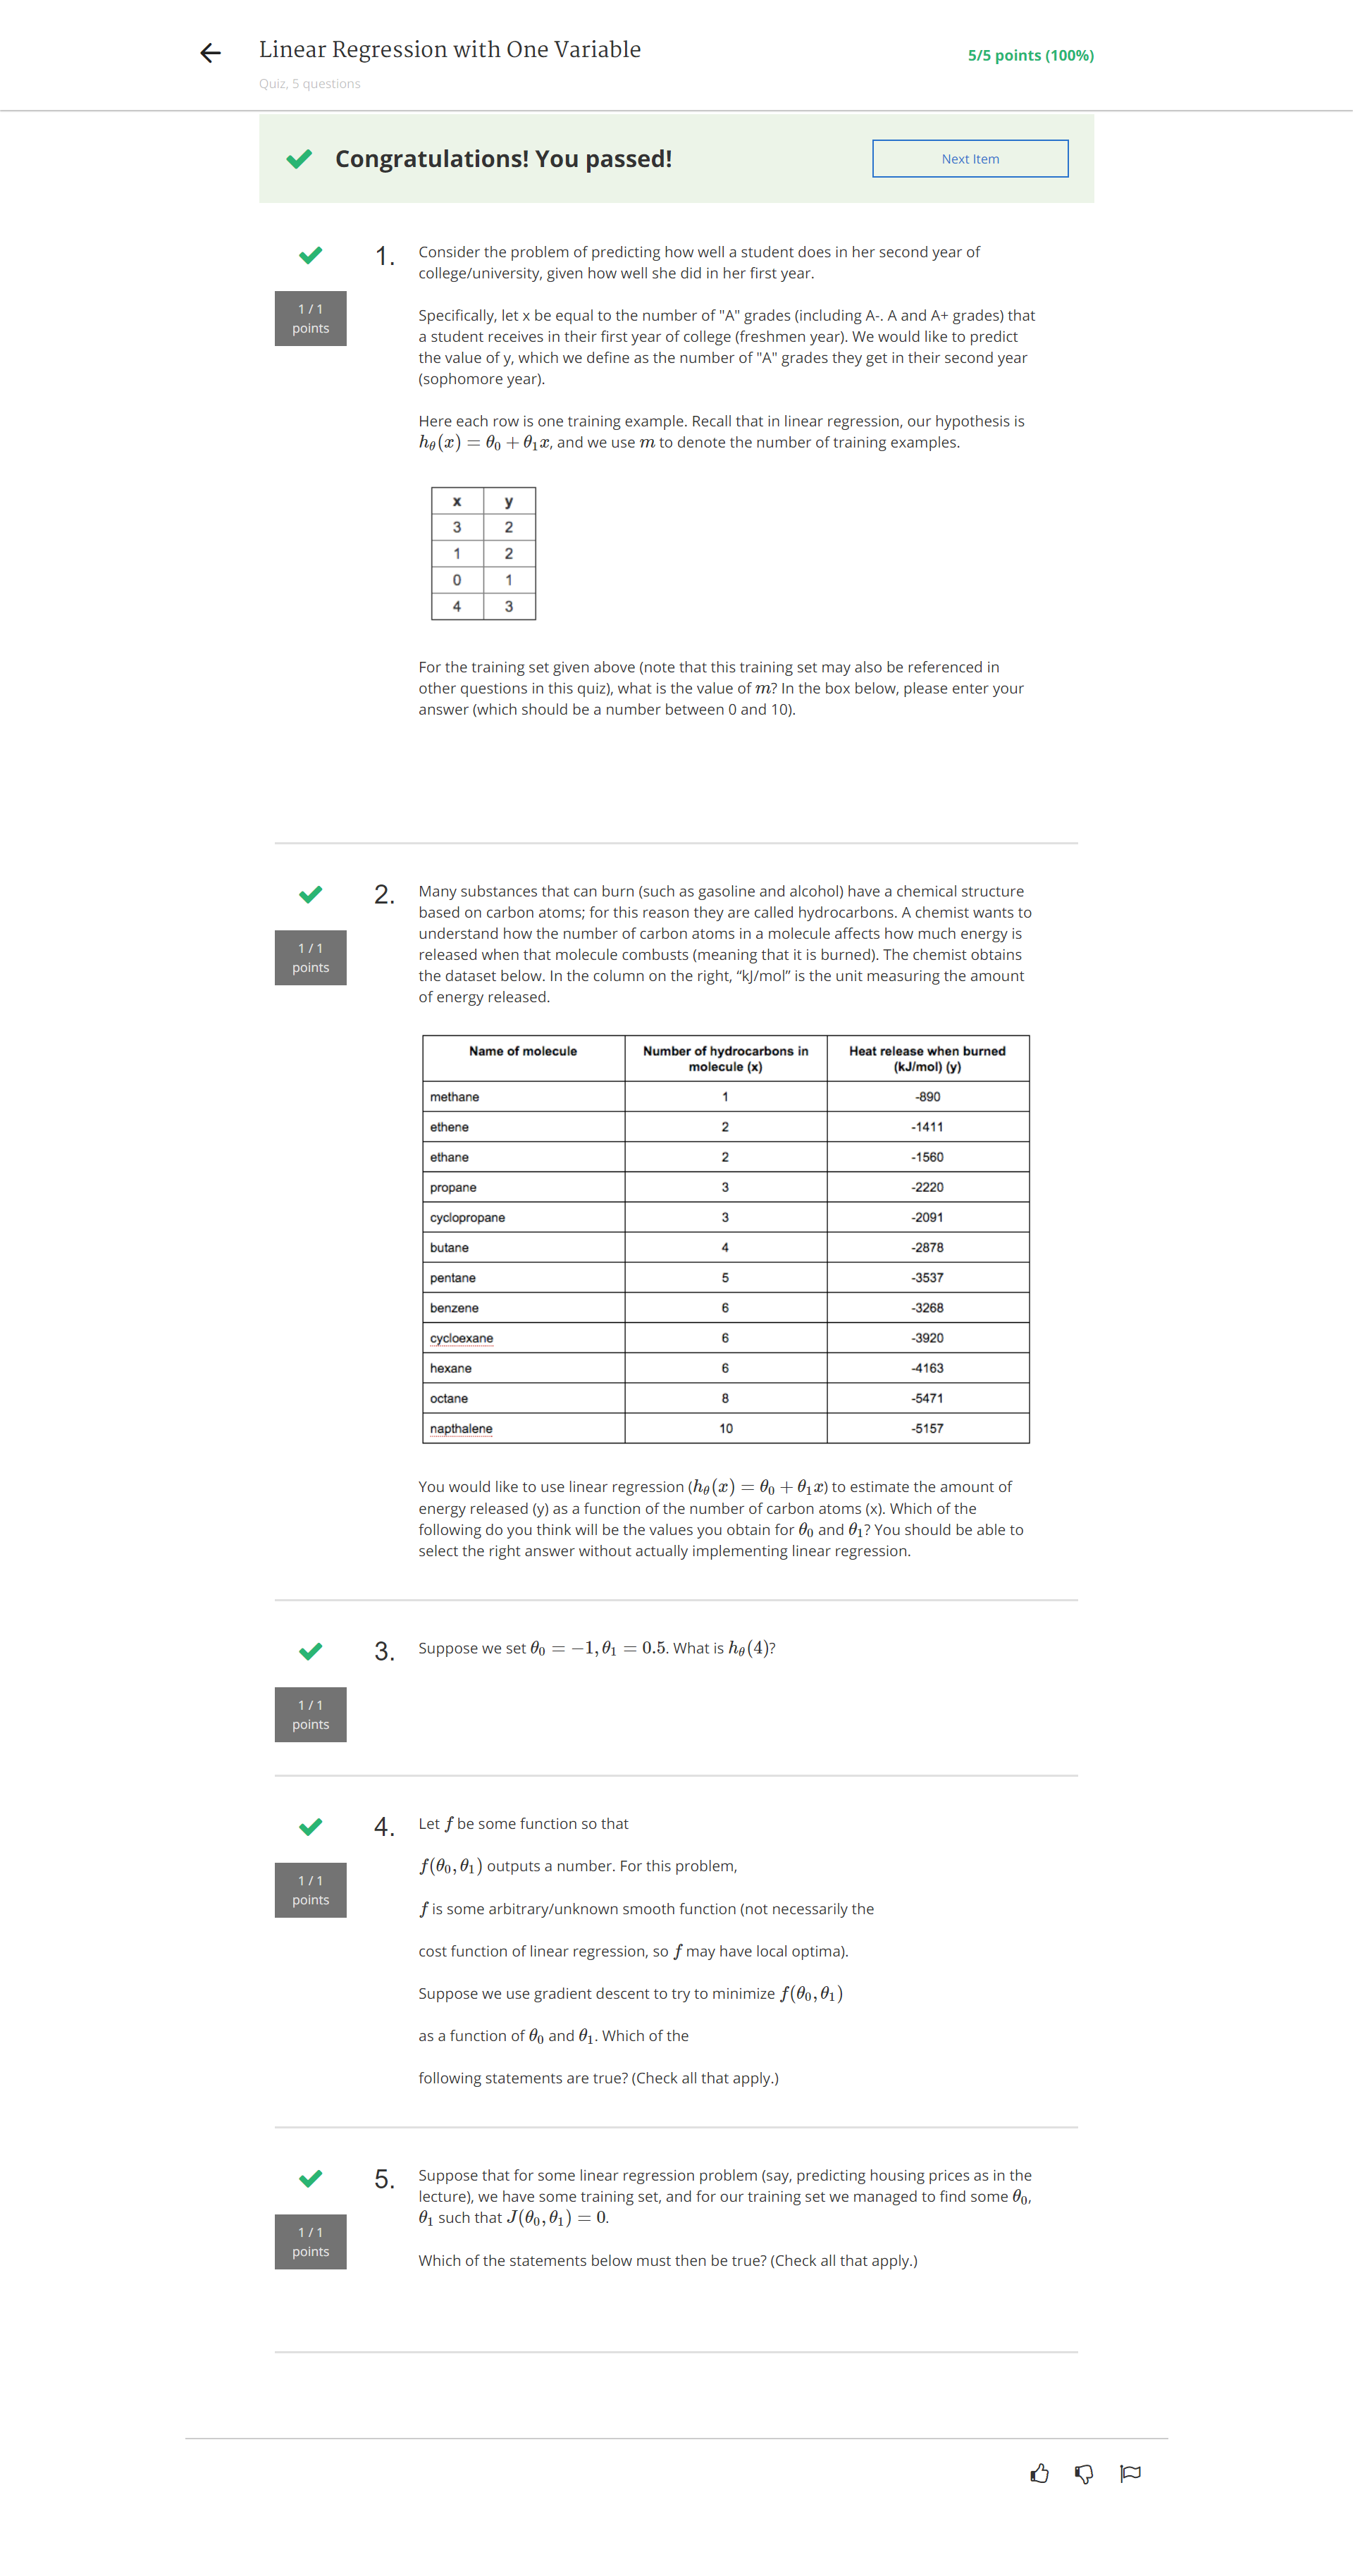 Linear Regression with One Variable
5/5 points (100%)
Quiz, 5 questions
Congratulations! You passed!
Next Item
1.
Consider the problem of predicting how well a student does in her second year of
college/university, given how well she did in her first year.
1 / 1
points
Specifically, let x be equal to the number of "A" grades (including A-. A and A+ grades) that
a student receives in their first year of college (freshmen year). We would like to predict
the value of y, which we define as the number of "A" grades they get in their second year
(sophomore year).
Here each row is one training example. Recall that in linear regression, our hypothesis is
hθ(x) = θ0 + θ1x, and we use m to denote the number of training examples.
x y
3 2
1 2
0 1
4 3
For the training set given above (note that this training set may also be referenced in
other questions in this quiz), what is the value of m? In the box below, please enter your
answer (which should be a number between 0 and 10).
2.
Many substances that can burn (such as gasoline and alcohol) have a chemical structure
based on carbon atoms; for this reason they are called hydrocarbons. A chemist wants to
understand how the number of carbon atoms in a molecule affects how much energy is
released when that molecule combusts (meaning that it is burned). The chemist obtains
the dataset below. In the column on the right, “kJ/mol” is the unit measuring the amount
of energy released.
1 / 1
points
Name of molecule
Number of hydrocarbons in
molecule (x)
Heat release when burned
(kJ/mol) (y)
methane 1 -890
ethene 2 -1411
ethane 2 -1560
propane 3 -2220
cyclopropane 3 -2091
butane 4 -2878
pentane 5 -3537
benzene 6 -3268
cycloexane 6 -3920
hexane 6 -4163
octane 8 -5471
napthalene 10 -5157
You would like to use linear regression (hθ(x) = θ0 + θ1x) to estimate the amount of
energy released (y) as a function of the number of carbon atoms (x). Which of the
following do you think will be the values you obtain for θ0 and θ1? You should be able to
select the right answer without actually implementing linear regression.
3.
Suppose we set θ0 = −1, θ1 = 0.5. What is hθ(4)?
1 / 1
points
4.
Let f be some function so that
f(θ0, θ1) outputs a number. For this problem,
1 / 1
points
f is some arbitrary/unknown smooth function (not necessarily the
cost function of linear regression, so f may have local optima).
Suppose we use gradient descent to try to minimize f(θ0, θ1)
as a function of θ0 and θ1. Which of the
following statements are true? (Check all that apply.)
5.
Suppose that for some linear regression problem (say, predicting housing prices as in the
lecture), we have some training set, and for our training set we managed to find some θ0,
θ1 such that J(θ0, θ1) = 0.
1 / 1
points
Which of the statements below must then be true? (Check all that apply.)